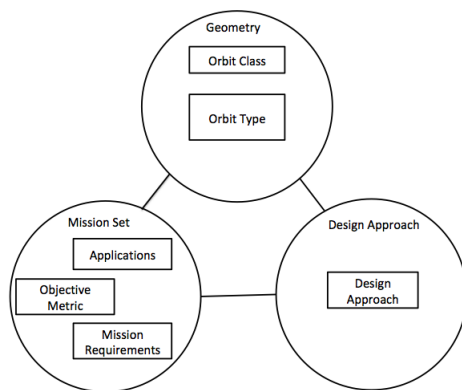 Geometry
Orbit Class
Orbit Type
Mission Set
Applications
Objective
Metric
Mission
Requirements
Design Approach
Design
Approach